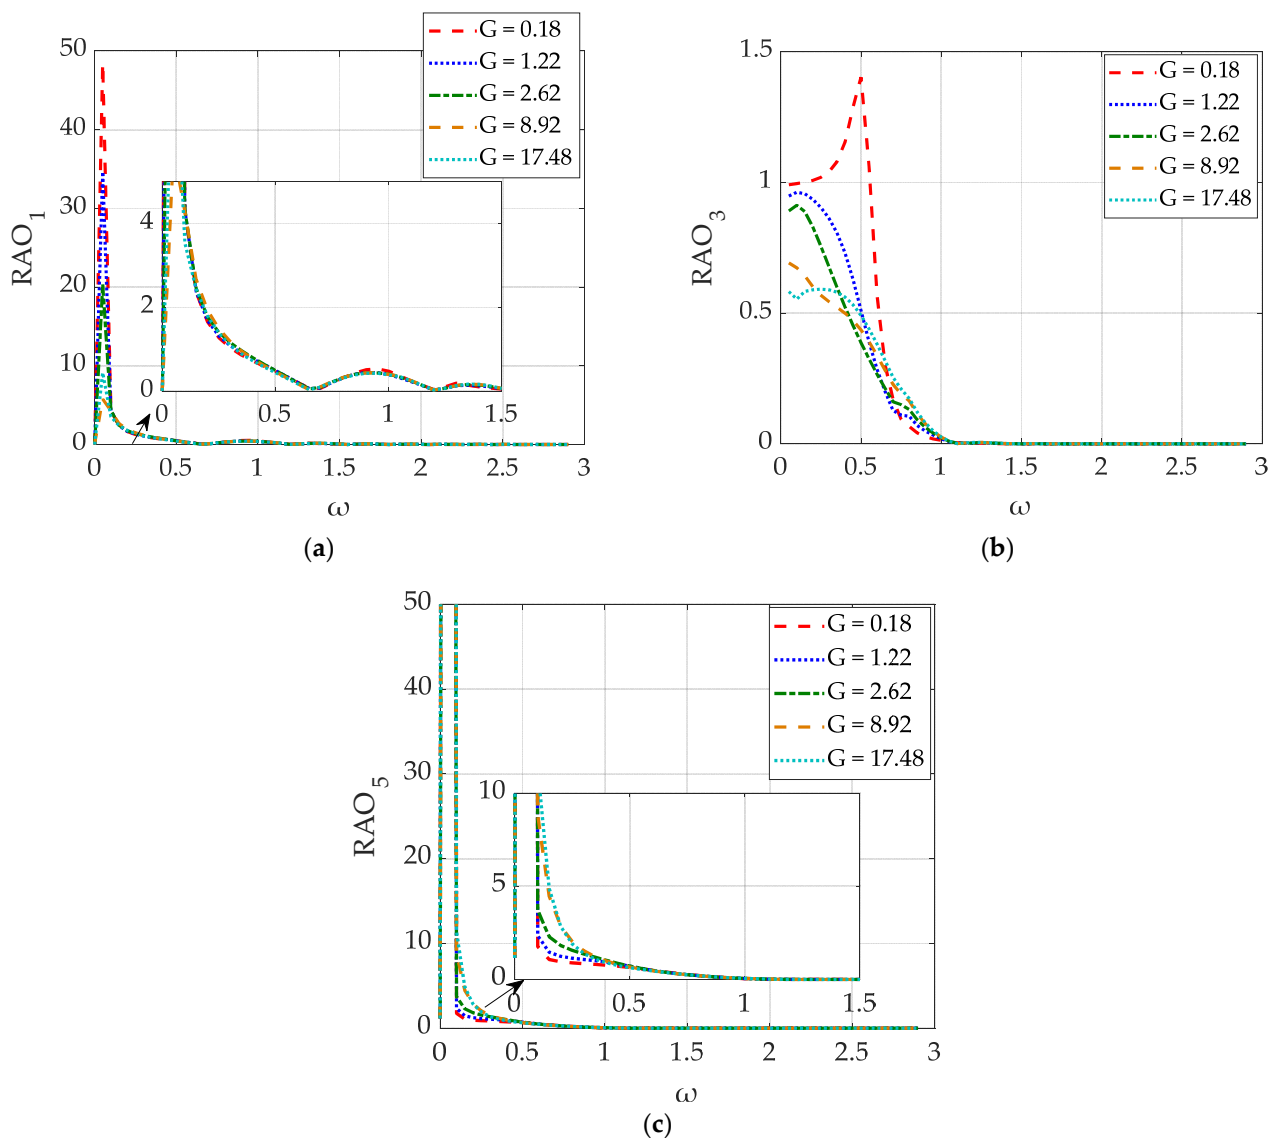 G = 0.18
G = 1.22
G = 2.62
G = 8.92
G = 17.48
50
40
30
20
10
0
RAO1
4
2
0
0 0.5 1 1.5
0 0.5 1 1.5 2 2.5 3
ω
(a)
G = 0.18
G = 1.22
G = 2.62
G = 8.92
G = 17.48
1.5
1
0.5
0
RAO3
0 0.5 1 1.5 2 2.5 3
ω
(b)
G = 0.18
G = 1.22
G = 2.62
G = 8.92
G = 17.48
50
40
30
20
10
0
RAO5
10
5
0
0 0.5 1 1.5
0 0.5 1 1.5 2 2.5 3
ω
(c)